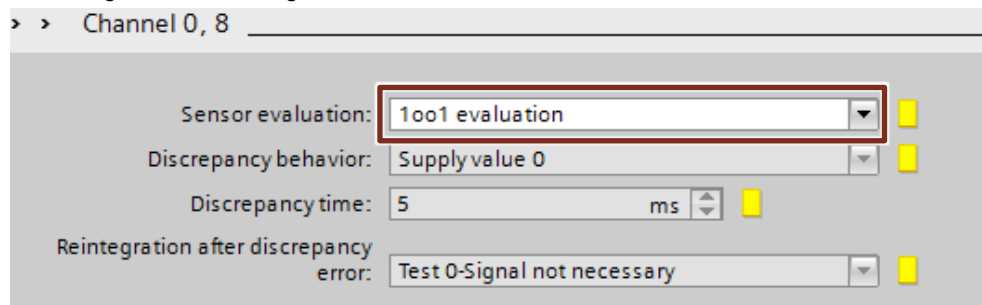 > > Channel 0, 8
Sensor evaluation: 1oo1 evaluation
Discrepancy behavior: Supply value 0
Discrepancy time: 5 ms
Reintegration after discrepancy
error: Test 0-Signal not necessary